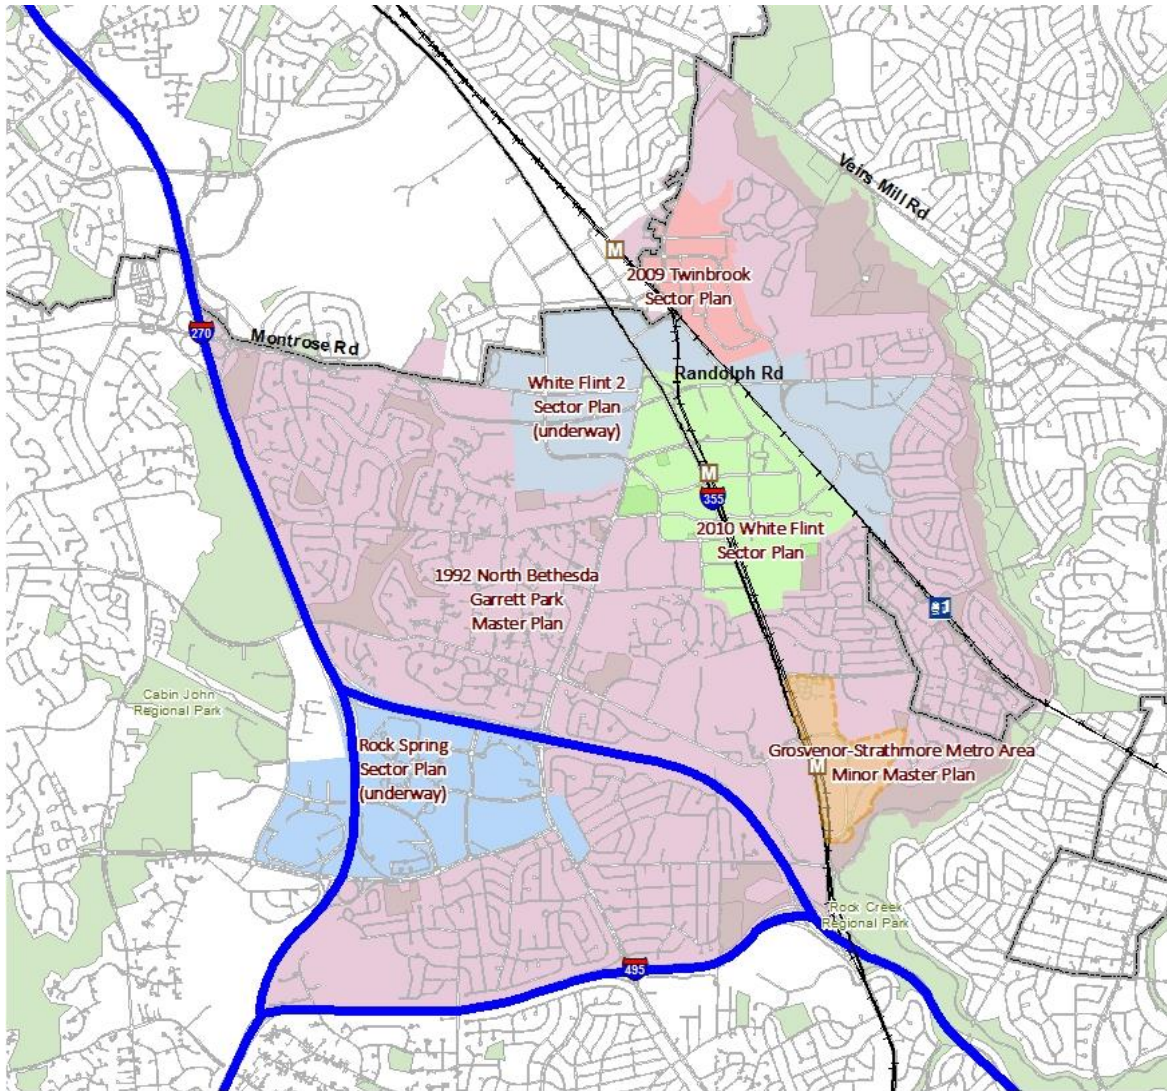 Veirs Mill Rd
M
2009 Twinbrook
Sector Plan
270
Montrose Rd
Randolph Rd
White Flint 2
Sector Plan
(underway)
M
355
2010 White Flint
Sector Plan
1992 North Bethesda
Garrett Park
Master Plan
Cabin John
Regional Park
Rock Spring
Sector Plan
(underway)
Grosvenor-Strathmore Metro Area
M
Minor Master Plan
Rock Creek
Regional Park
495